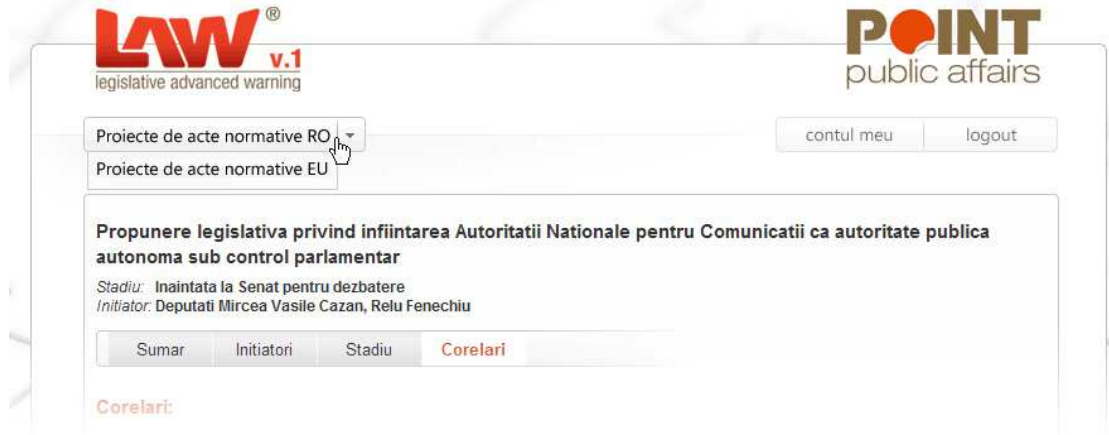 LAW®
v.1
legislative advanced warning
POINT
public affairs
Proiecte de acte normative RO
contul meu
logout
Proiecte de acte normative EU
Propunere legislativa privind infiintarea Autoritatii Nationale pentru Comunicatii ca autoritate publica
autonoma sub control parlamentar
Stadiu: Inaintata la Senat pentru dezbatere
Initiator: Deputati Mircea Vasile Cazan, Relu Fenechiu
Sumar Initiatori Stadiu Corelari
Corelari: